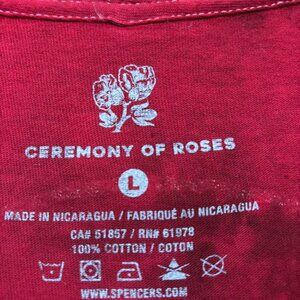 CEREMONY OF ROSES
L
MADE IN NICARAGUA / FABRIQUÉ AU NICARAGUA
CA# 51857 / RN# 61978
100% COTTON / COTON
WWW.SPENCERS.COM